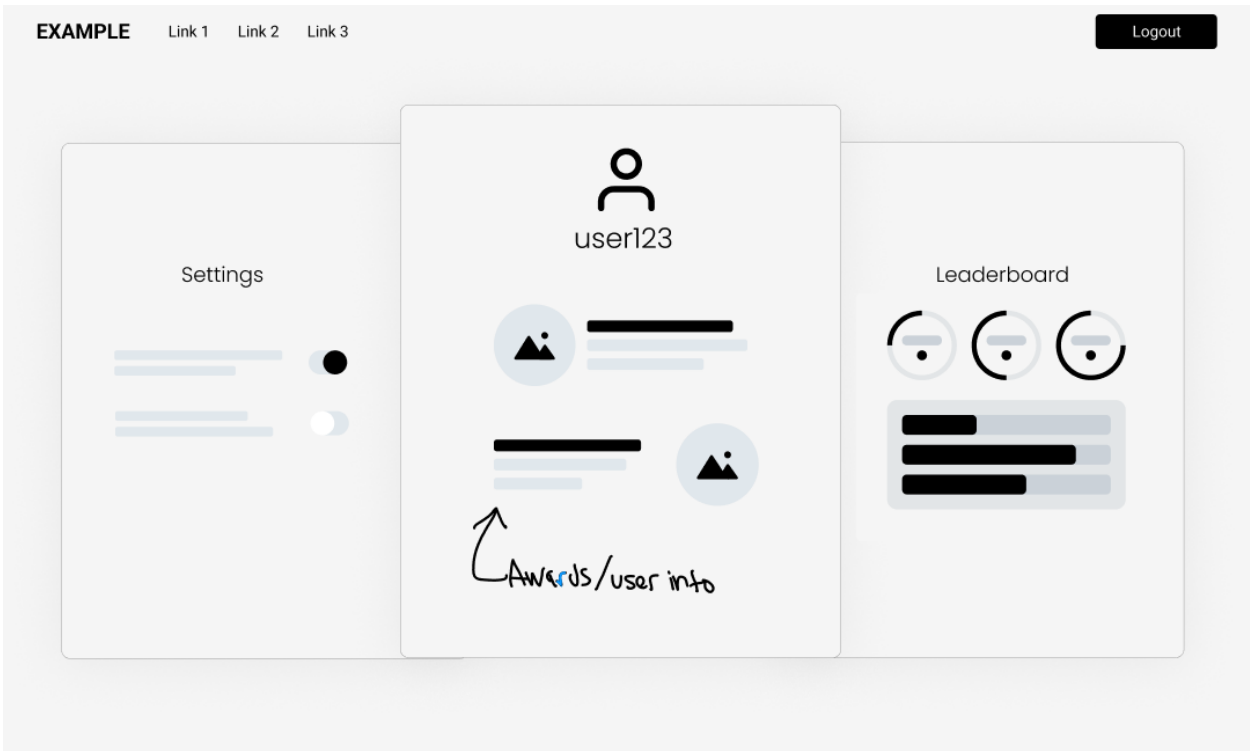 EXAMPLE Link 1 Link 2 Link 3 Logout
Settings
user123
Awards/user info
Leaderboard